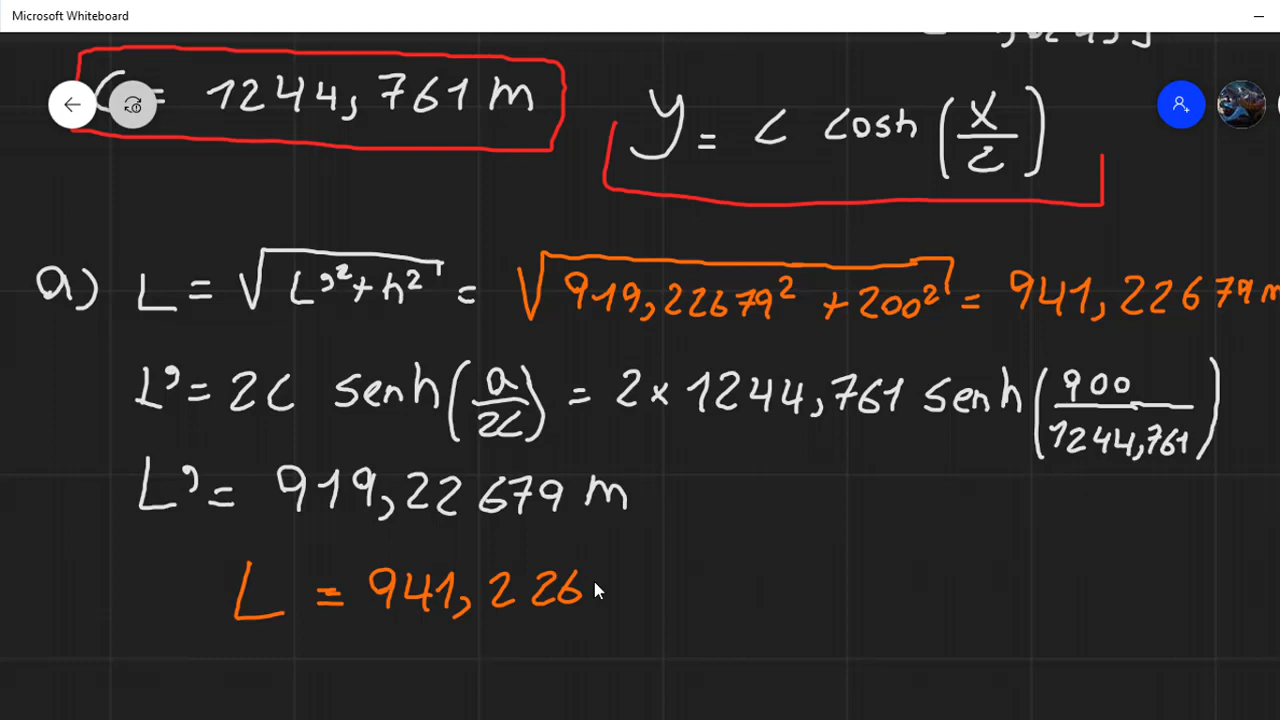 Microsoft Whiteboard
C = 1244,761 m
y = c cosh (x/c)
a) L = √(L'² + h²) = √(919,22679² + 200²) = 941,22679 m
L' = 2c senh (a/2c) = 2 × 1244,761 senh (900/1244,761)
L' = 919,22679 m
L = 941,226